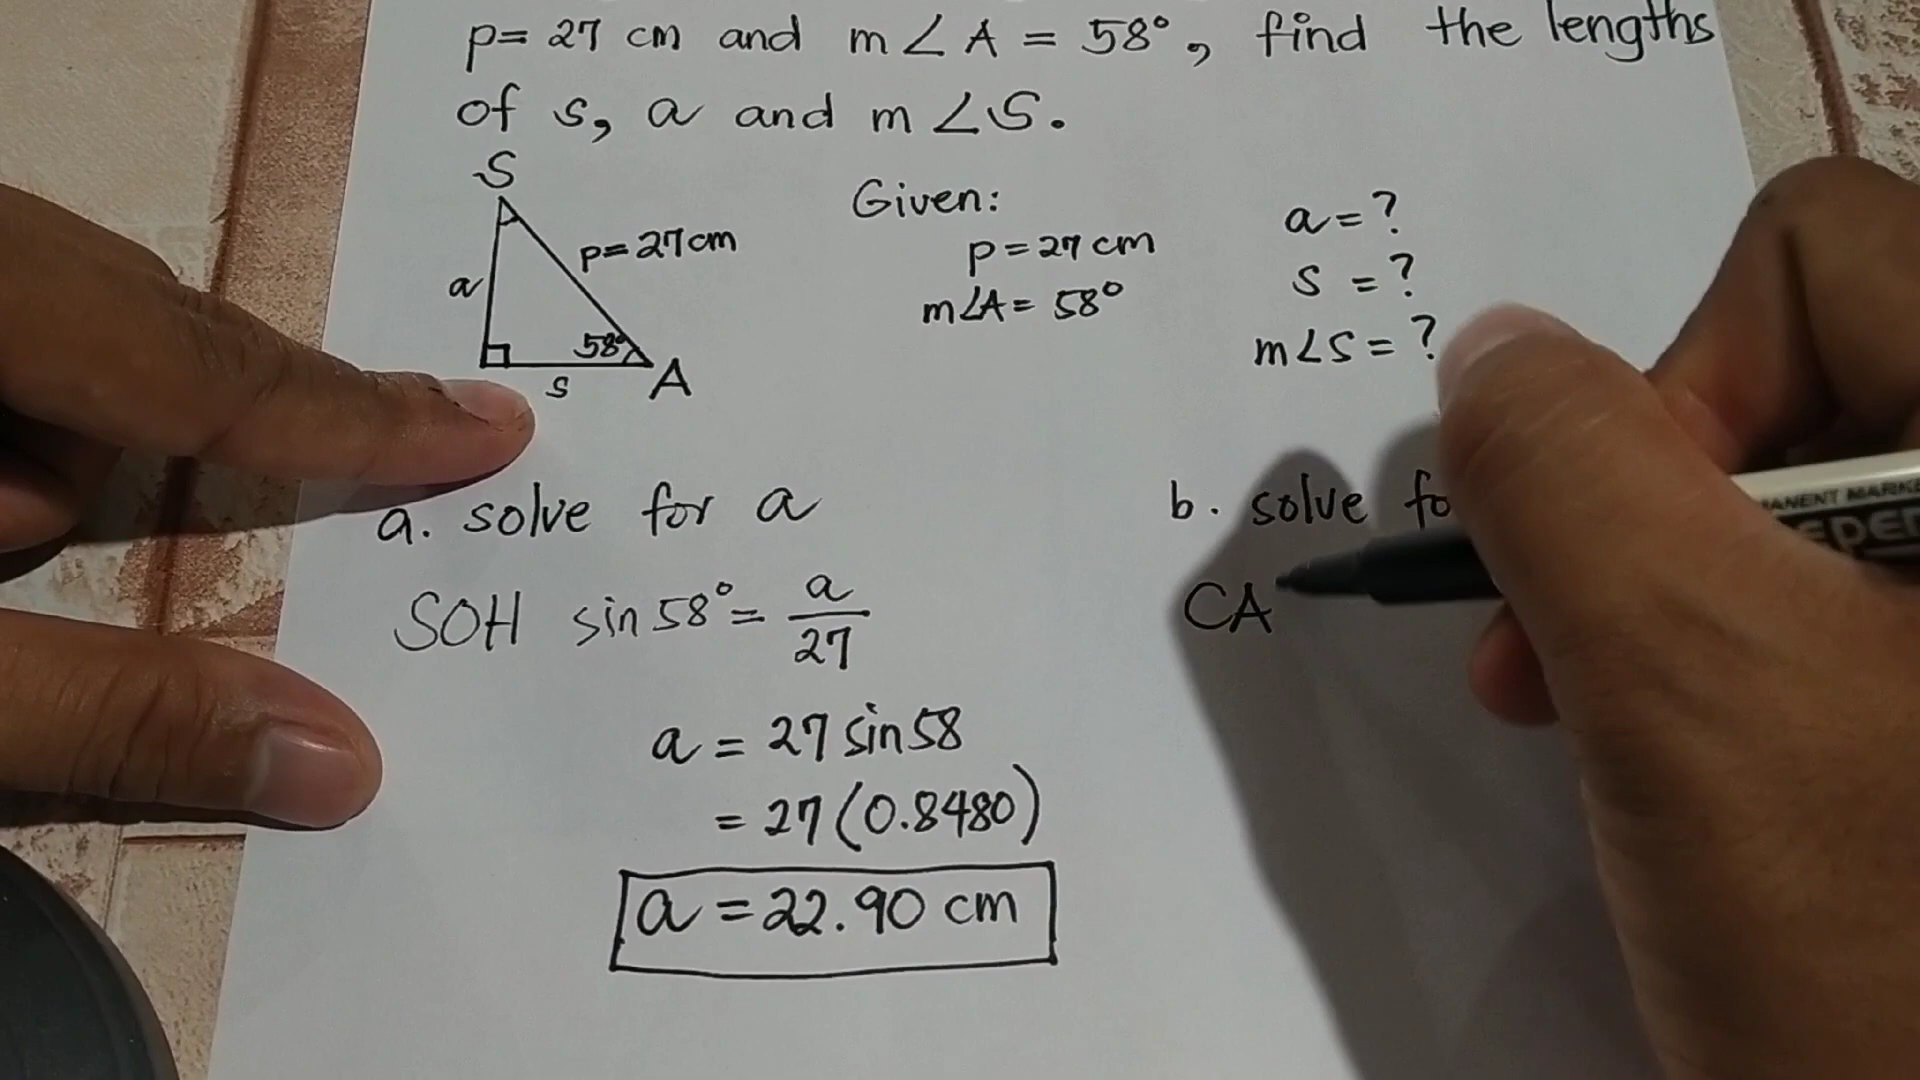 p= 27 cm and m∠A = 58°, find the lengths
of s, a and m∠S.
S
Given:
a = ?
p=27cm
p = 27 cm
a
s = ?
m∠A = 58°
58°
m∠S = ?
s
A
a. solve for a
b. solve fo
SOH sin 58° = a/27
CA
a = 27 sin 58
= 27 (0.8480)
a = 22.90 cm